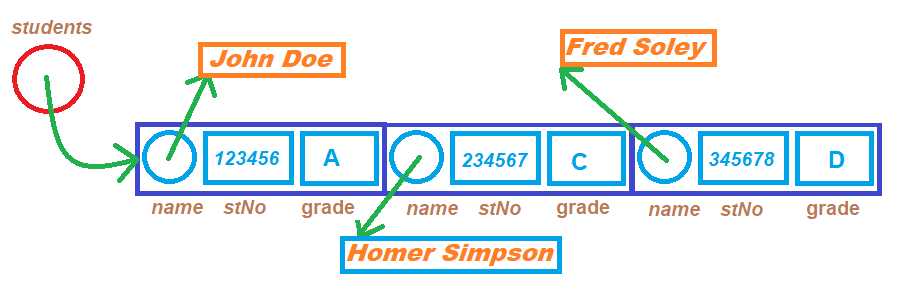 students
John Doe
Fred Soley
123456 A 234567 C 345678 D
name stNo grade name stNo grade name stNo grade
Homer Simpson